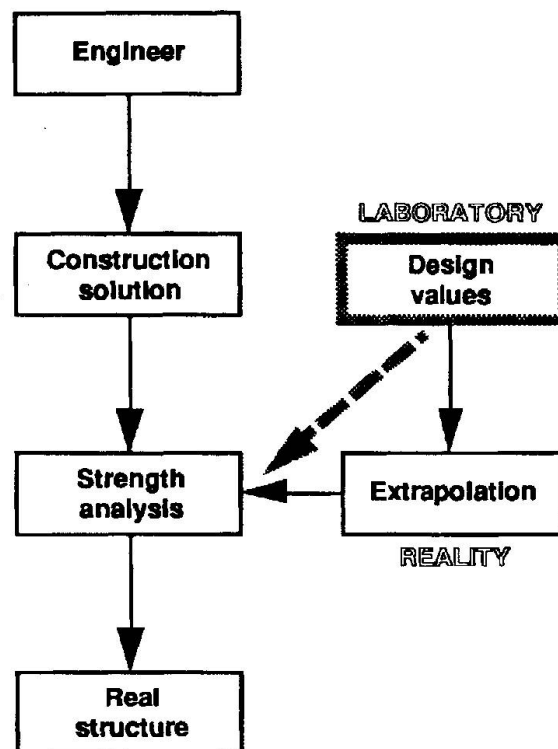 Engineer
LABORATORY
Construction
solution
Design
values
Strength
analysis
Extrapolation
REALITY
Real
structure